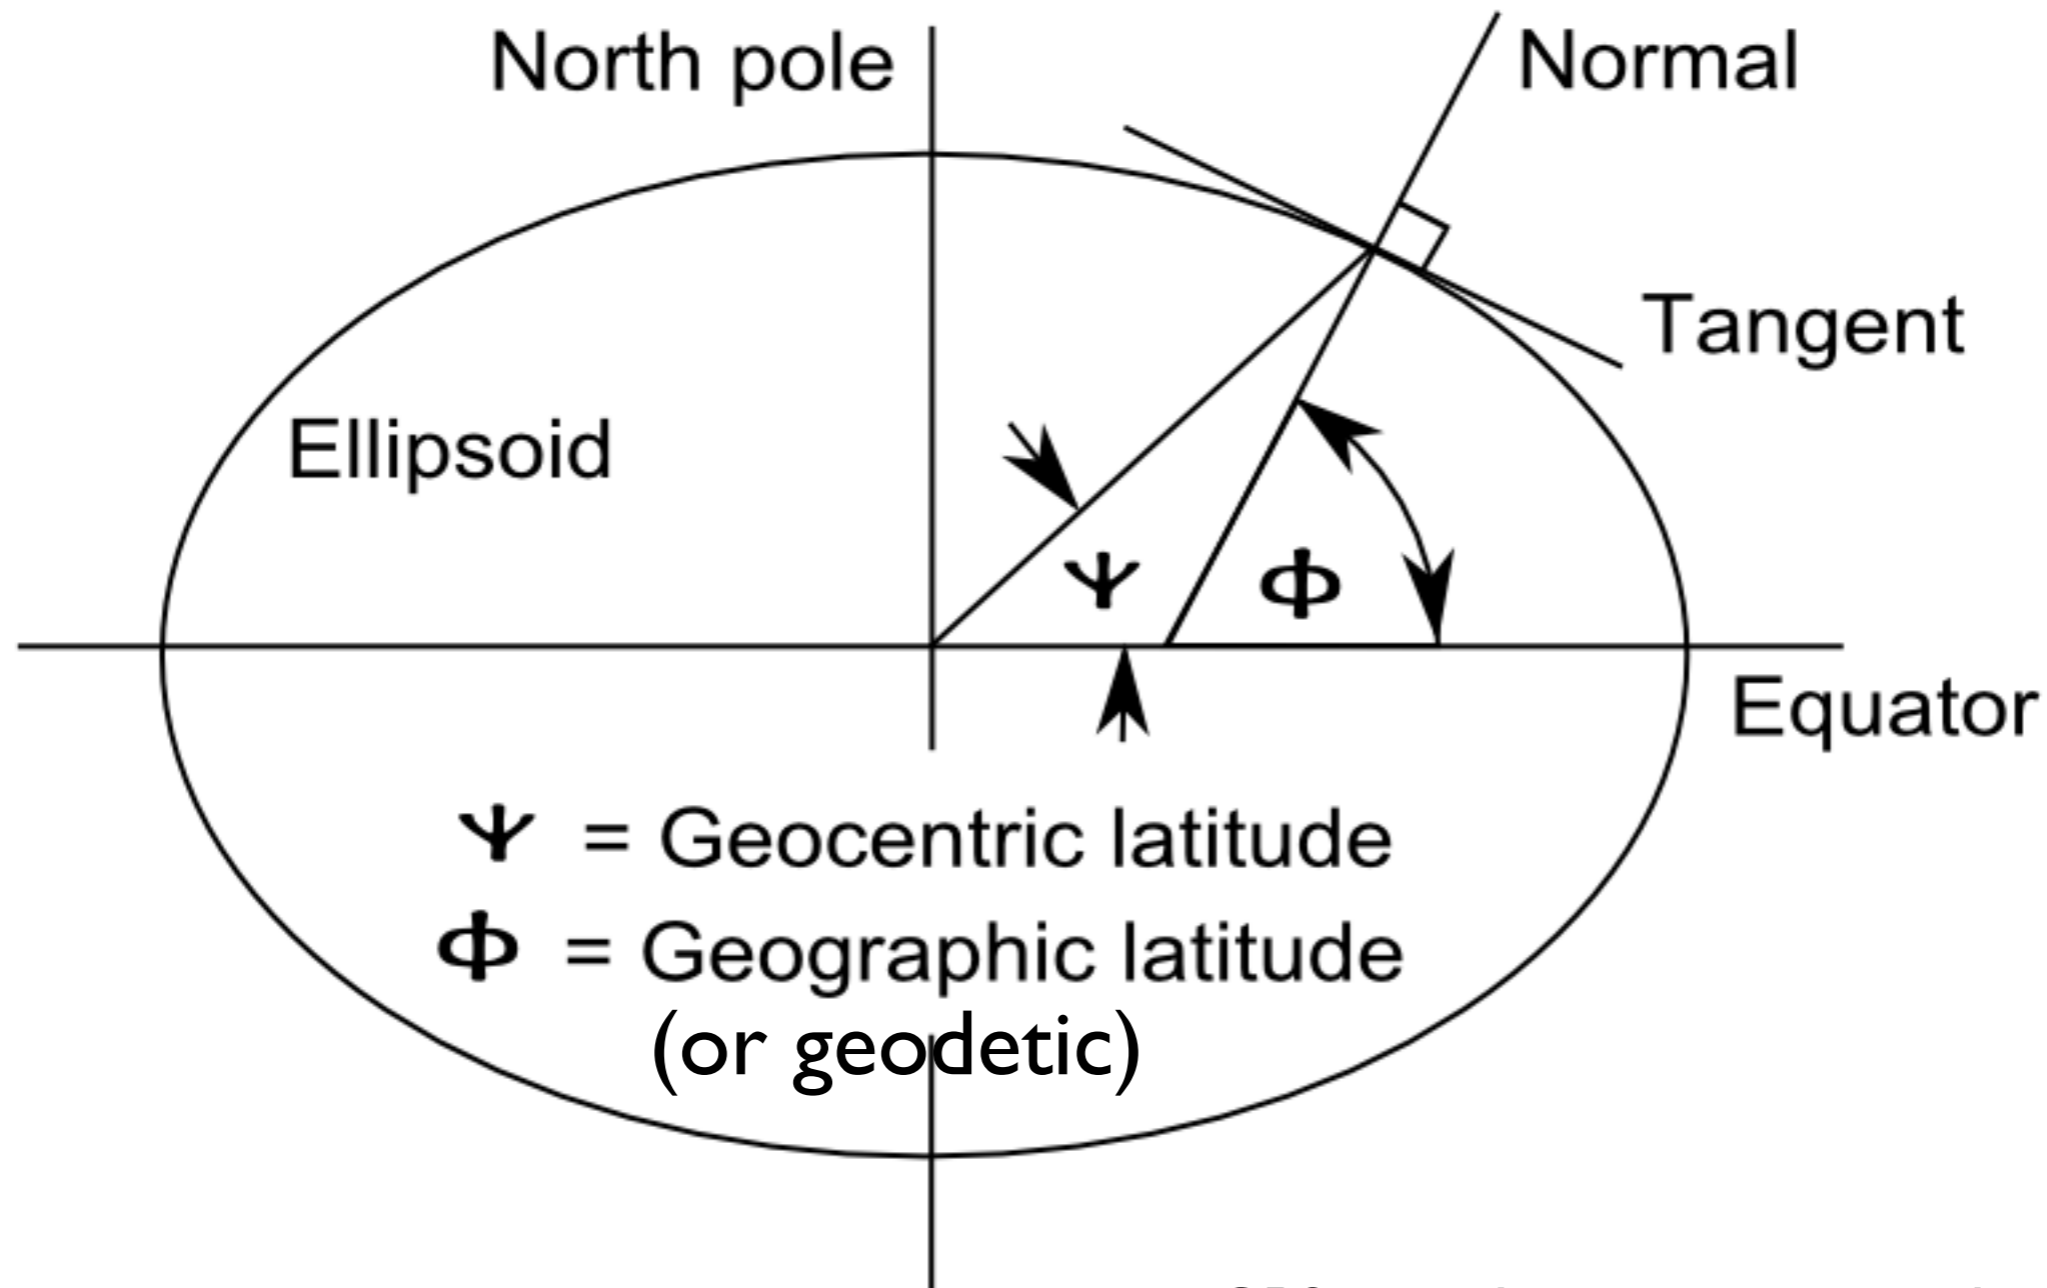 North pole
Normal
Tangent
Ellipsoid
Ψ
Φ
Equator
Ψ = Geocentric latitude
Φ = Geographic latitude
(or geodetic)